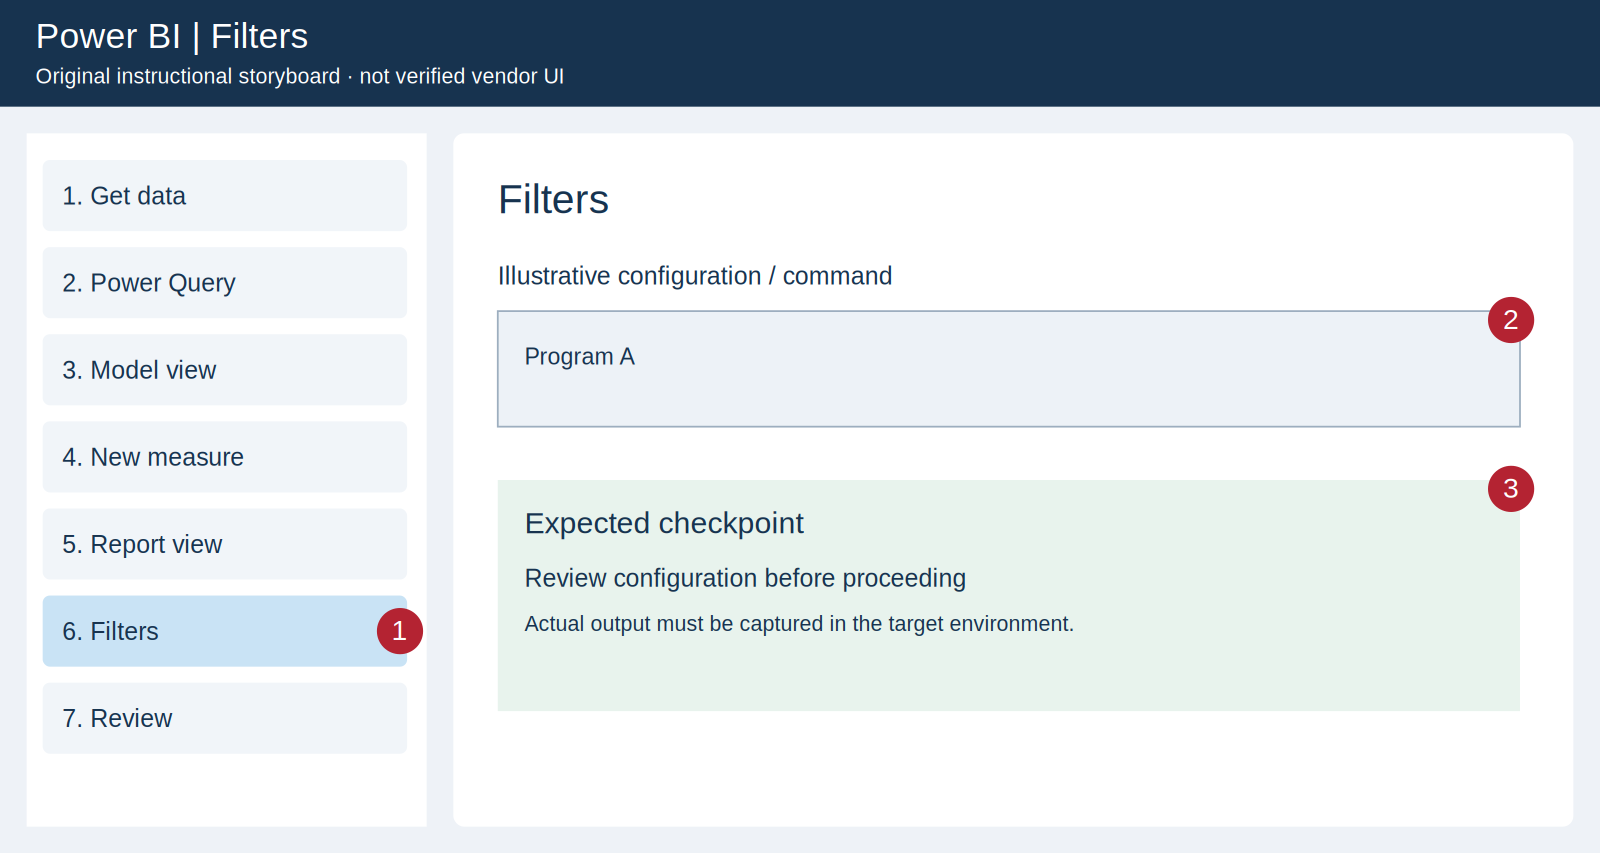 Power BI | Filters
Original instructional storyboard · not verified vendor UI
1. Get data
2. Power Query
3. Model view
4. New measure
5. Report view
6. Filters
1
7. Review
Filters
Illustrative configuration / command
2
Program A
3
Expected checkpoint
Review configuration before proceeding
Actual output must be captured in the target environment.